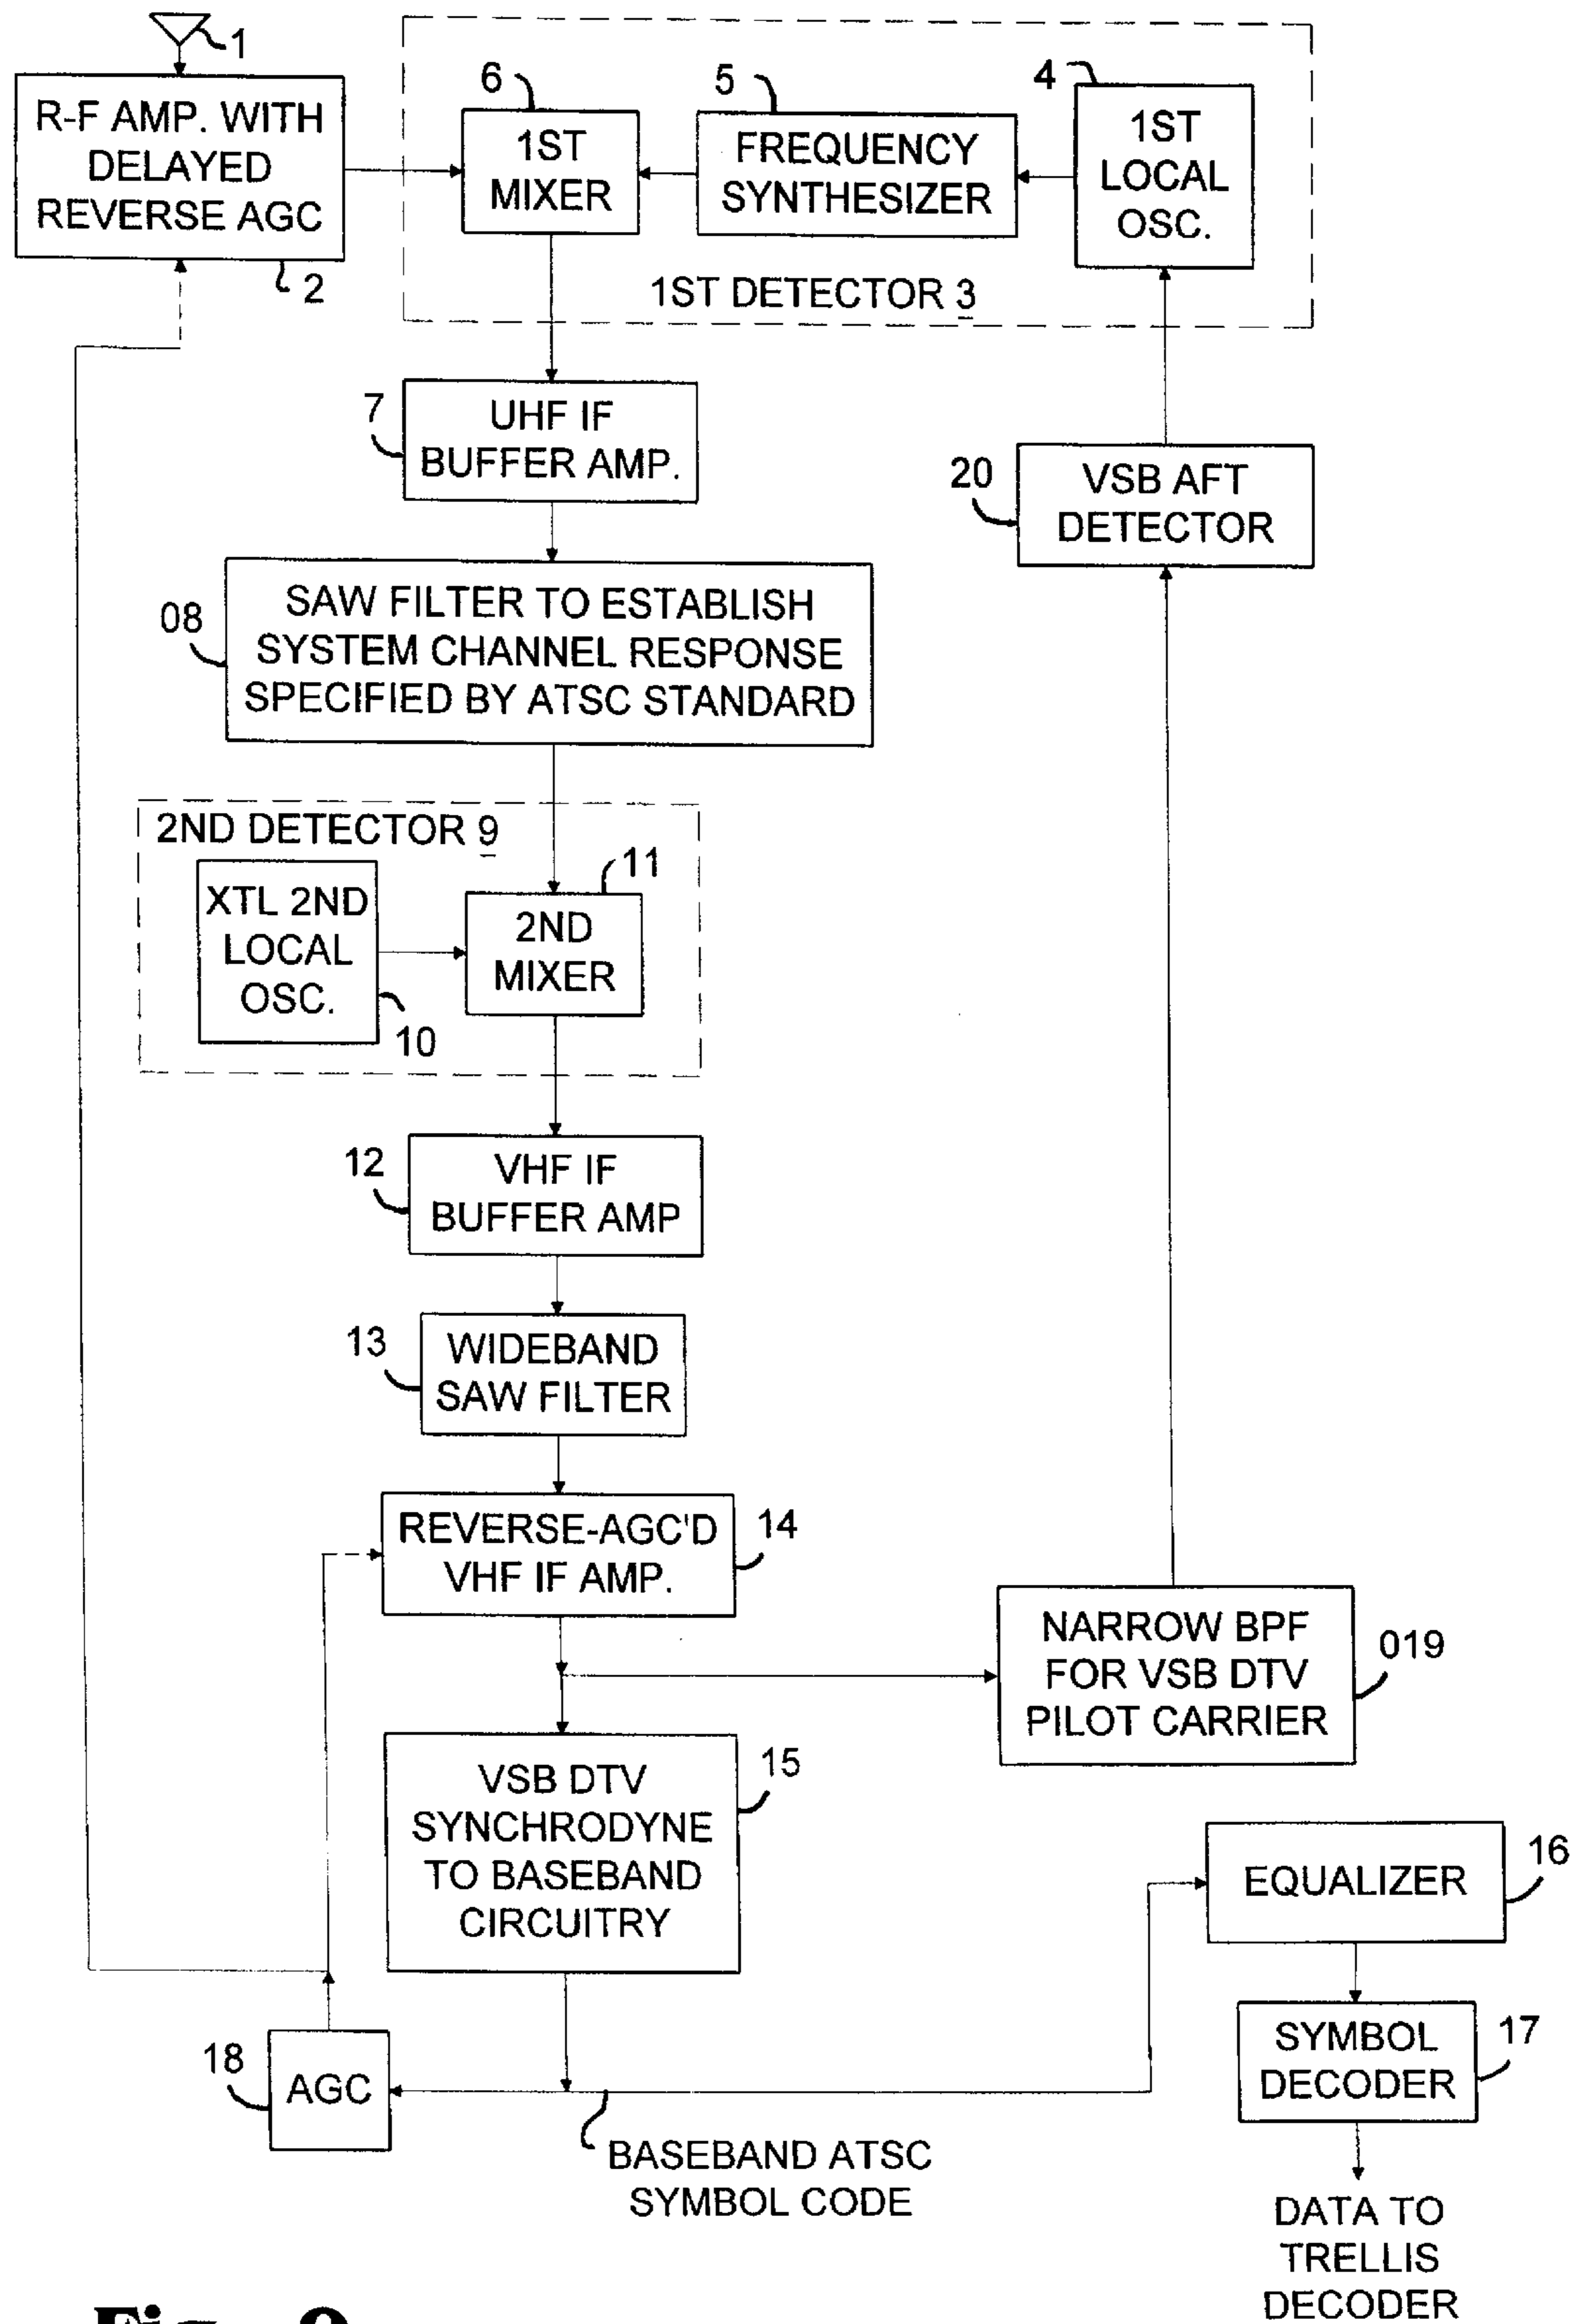 1
R-F AMP. WITH
DELAYED
REVERSE AGC
2
6
1ST
MIXER
5
FREQUENCY
SYNTHESIZER
4
1ST
LOCAL
OSC.
1ST DETECTOR 3
7
UHF IF
BUFFER AMP.
20
VSB AFT
DETECTOR
08
SAW FILTER TO ESTABLISH
SYSTEM CHANNEL RESPONSE
SPECIFIED BY ATSC STANDARD
2ND DETECTOR 9
XTL 2ND
LOCAL
OSC.
10
11
2ND
MIXER
12
VHF IF
BUFFER AMP
13
WIDEBAND
SAW FILTER
REVERSE-AGC'D
VHF IF AMP.
14
NARROW BPF
FOR VSB DTV
PILOT CARRIER
019
VSB DTV
SYNCHRODYNE
TO BASEBAND
CIRCUITRY
15
EQUALIZER
16
18
AGC
SYMBOL
DECODER
17
BASEBAND ATSC
SYMBOL CODE
DATA TO
TRELLIS
DECODER